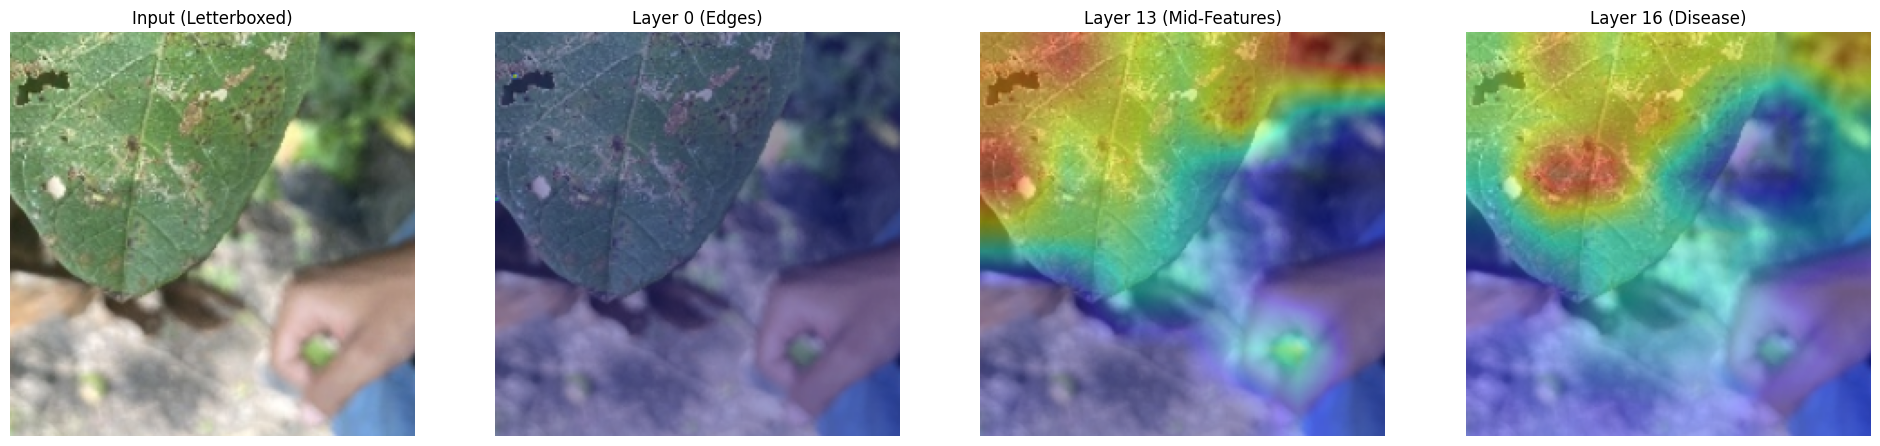 Input (Letterboxed)
Layer 0 (Edges)
Layer 13 (Mid-Features)
Layer 16 (Disease)